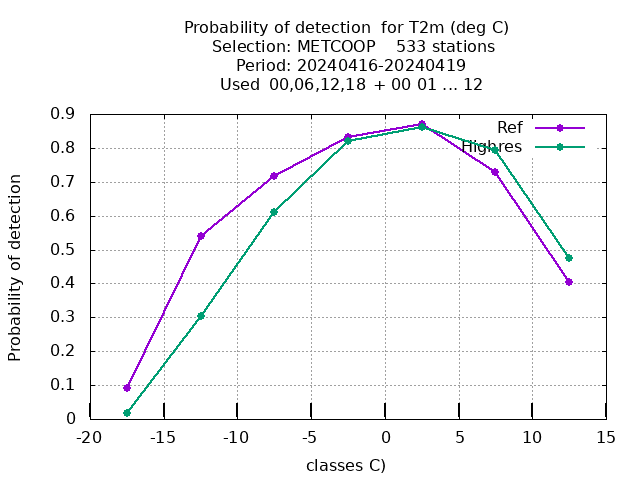 Probability of detection  for T2m (deg C)
Selection: METCOOP    533 stations
Period: 20240416-20240419
Used  00,06,12,18  + 00 01 ... 12
Ref
Highres
Probability of detection
0.9
0.8
0.7
0.6
0.5
0.4
0.3
0.2
0.1
0
-20 -15 -10 -5 0 5 10 15
classes C)